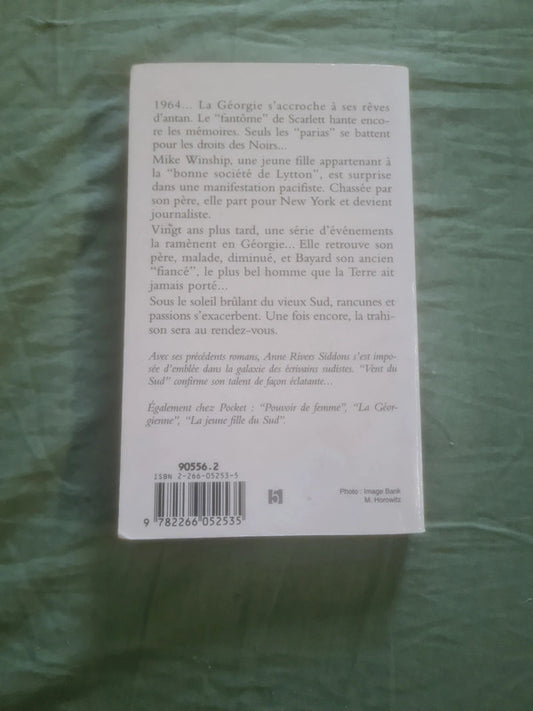 1964... La Géorgie s'accroche à ses rêves
d'antan. Le "fantôme" de Scarlett hante enco-
re les mémoires. Seuls les "parias" se battent
pour les droits des Noirs...
Mike Winship, une jeune fille appartenant à
la "bonne société de Lytton", est surprise
dans une manifestation pacifiste. Chassée par
son père, elle part pour New York et devient
journaliste.
Vingt ans plus tard, une série d'événements
la ramènent en Géorgie... Elle retrouve son
père, malade, diminué, et Bayard son ancien
"fiancé", le plus bel homme que la Terre ait
jamais porté...
Sous le soleil brûlant du vieux Sud, rancunes et
passions s'exacerbent. Une fois encore, la trahi-
son sera au rendez-vous.
Avec ses précédents romans, Anne Rivers Siddons s'est impo-
sée d'emblée dans la galaxie des écrivains sudistes. "Vent du
Sud" confirme son talent de façon éclatante...
Également chez Pocket : "Pouvoir de femme", "La Géor-
gienne", "La jeune fille du Sud".
90556.2
ISBN 2-266-05253-5
9 782266 052535
Photo : Image Bank
M. Horowitz